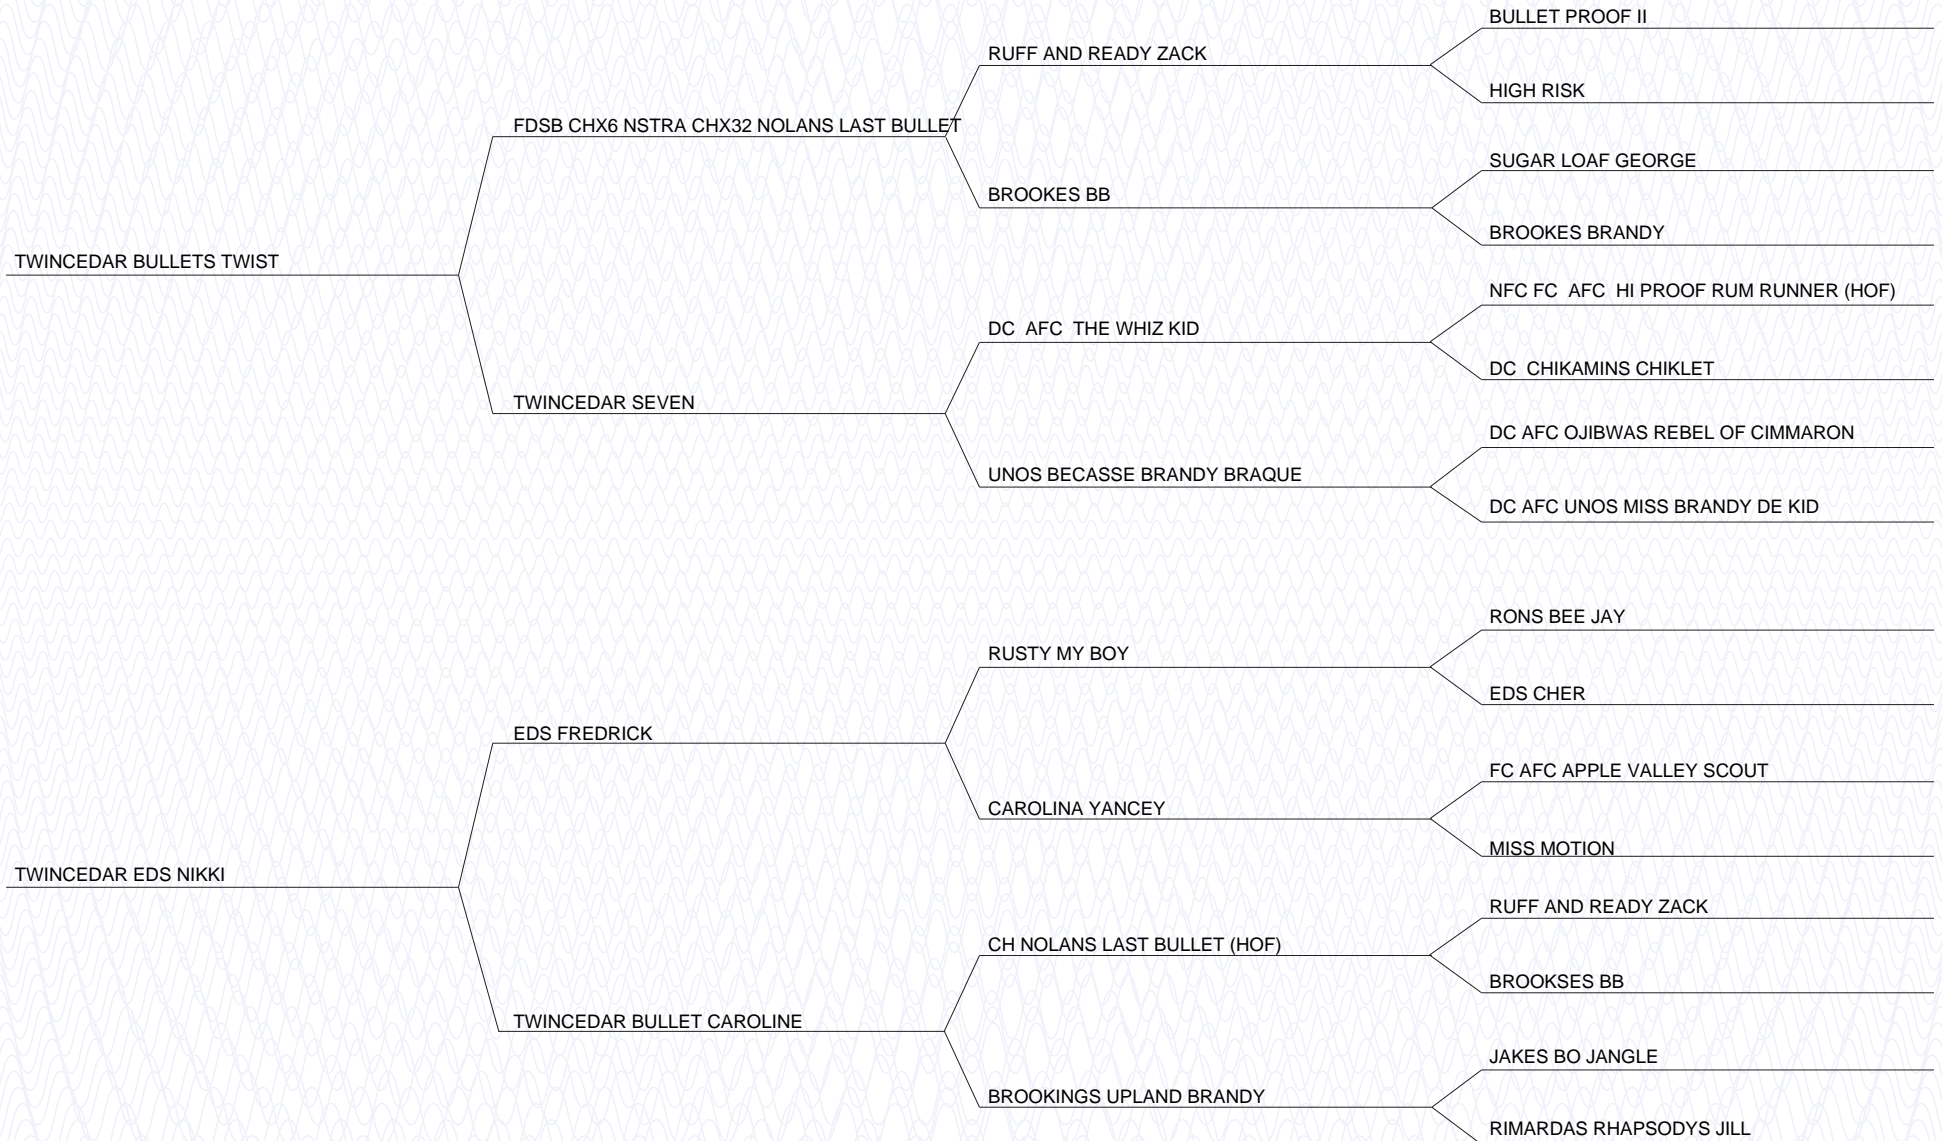 BULLET PROOF II
RUFF AND READY ZACK
HIGH RISK
FDSB CHX6 NSTRA CHX32 NOLANS LAST BULLET
SUGAR LOAF GEORGE
BROOKES BB
BROOKES BRANDY
TWINCEDAR BULLETS TWIST
NFC FC  AFC  HI PROOF RUM RUNNER (HOF)
DC  AFC  THE WHIZ KID
DC  CHIKAMINS CHIKLET
TWINCEDAR SEVEN
DC AFC OJIBWAS REBEL OF CIMMARON
UNOS BECASSE BRANDY BRAQUE
DC AFC UNOS MISS BRANDY DE KID
RONS BEE JAY
RUSTY MY BOY
EDS CHER
EDS FREDRICK
FC AFC APPLE VALLEY SCOUT
CAROLINA YANCEY
MISS MOTION
TWINCEDAR EDS NIKKI
RUFF AND READY ZACK
CH NOLANS LAST BULLET (HOF)
BROOKSES BB
TWINCEDAR BULLET CAROLINE
JAKES BO JANGLE
BROOKINGS UPLAND BRANDY
RIMARDAS RHAPSODYS JILL